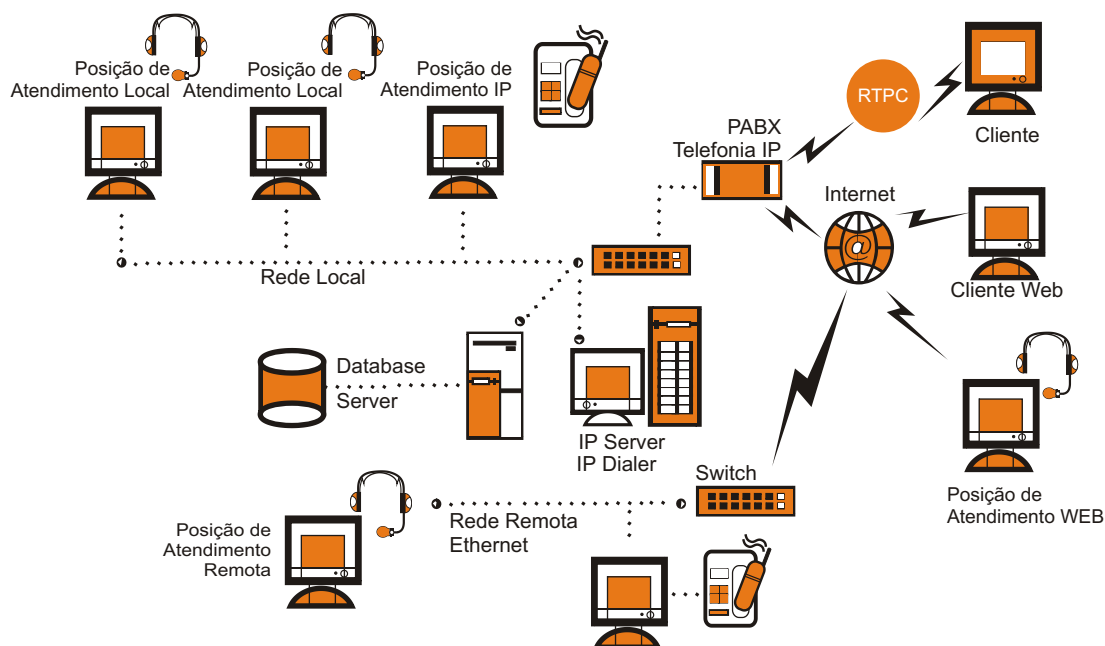 Posição de
Atendimento Local
Posição de
Atendimento Local
Posição de
Atendimento IP
RTPC
Cliente
PABX
Telefonia IP
Internet
@
Cliente Web
Rede Local
Database
Server
IP Server
IP Dialer
Switch
Posição de
Atendimento WEB
Rede Remota
Ethernet
Posição de
Atendimento
Remota